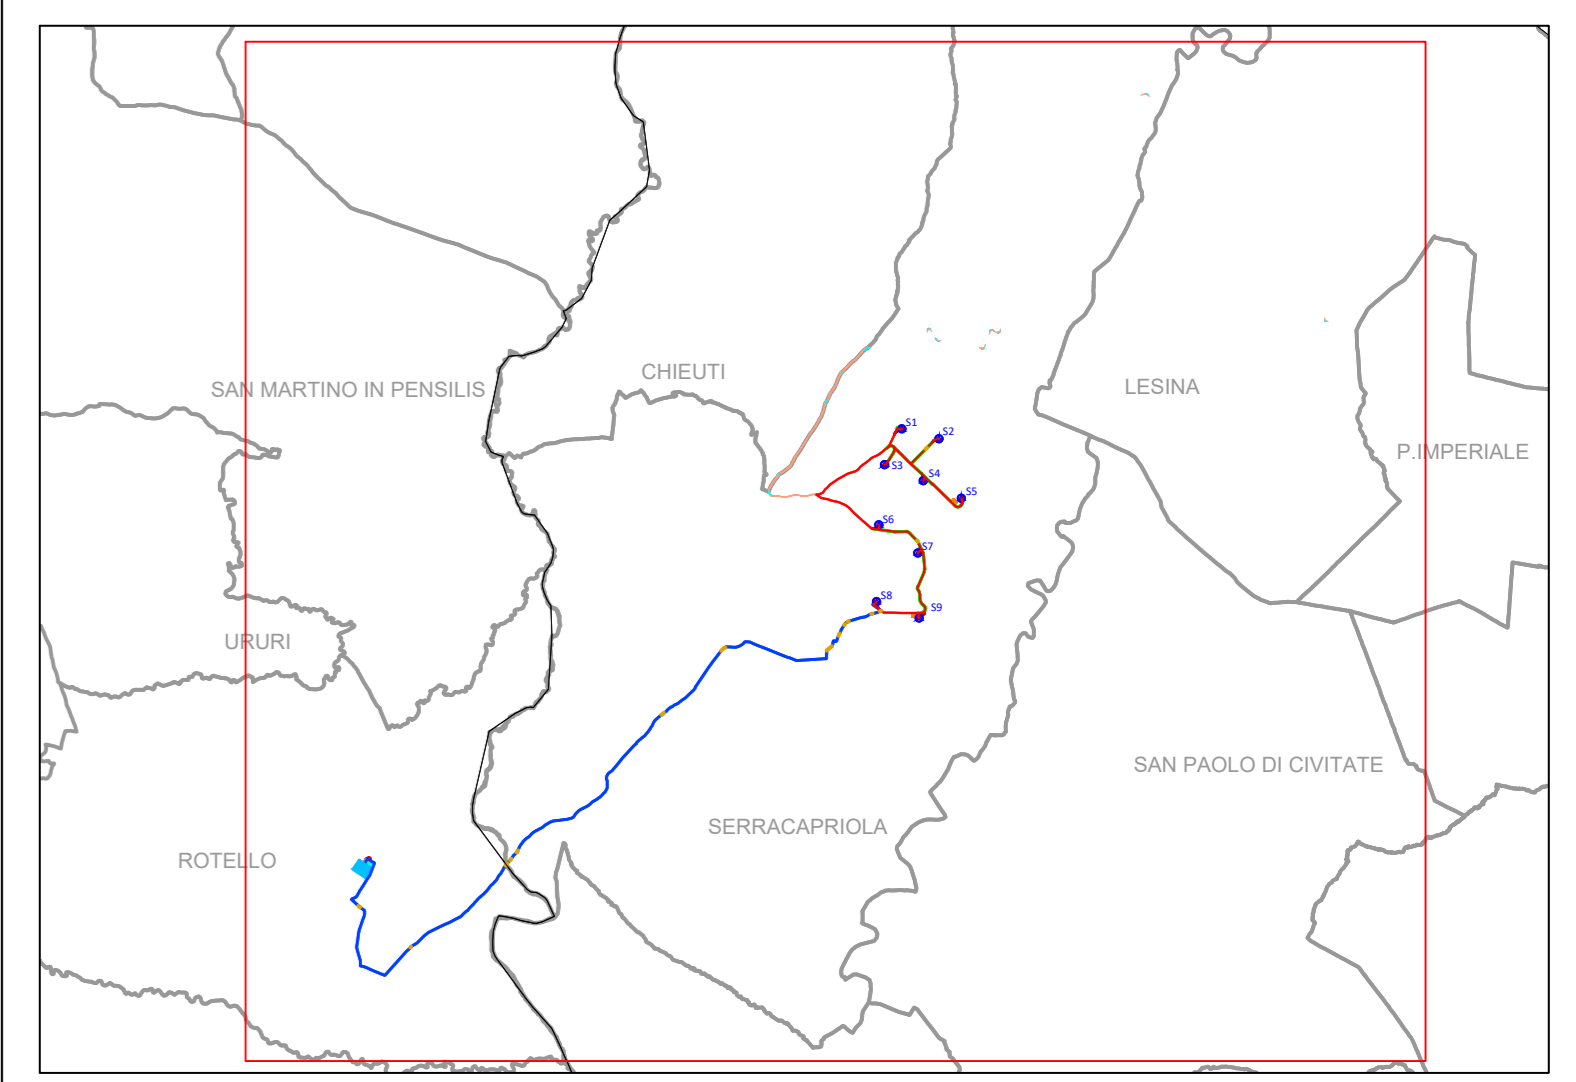 CHIEUTI
SAN MARTINO IN PENSILIS
LESINA
S1
S2
P.IMPERIALE
S3
S4
S5
S6
S7
S8
S9
URURI
SAN PAOLO DI CIVITATE
SERRACAPRIOLA
ROTELLO